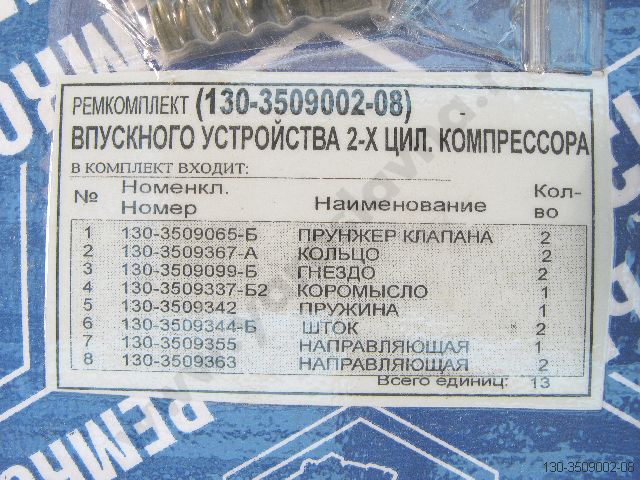 РЕМКОМПЛЕКТ (130-3509002-08)
ВПУСКНОГО УСТРОЙСТВА 2-Х ЦИЛ. КОМПРЕССОРА
В КОМПЛЕКТ ВХОДИТ:
№ Номенкл. Номер Наименование Кол-во
1 130-3509065-Б ПРУНЖЕР КЛАПАНА 2
2 130-3509367-А КОЛЬЦО 2
3 130-3509099-Б ГНЕЗДО 2
4 130-3509337-Б2 КОРОМЫСЛО 1
5 130-3509342 ПРУЖИНА 1
6 130-3509344-Б ШТОК 2
7 130-3509355 НАПРАВЛЯЮЩАЯ 1
8 130-3509363 НАПРАВЛЯЮЩАЯ 2
Всего единиц: 13
130-3509002-08